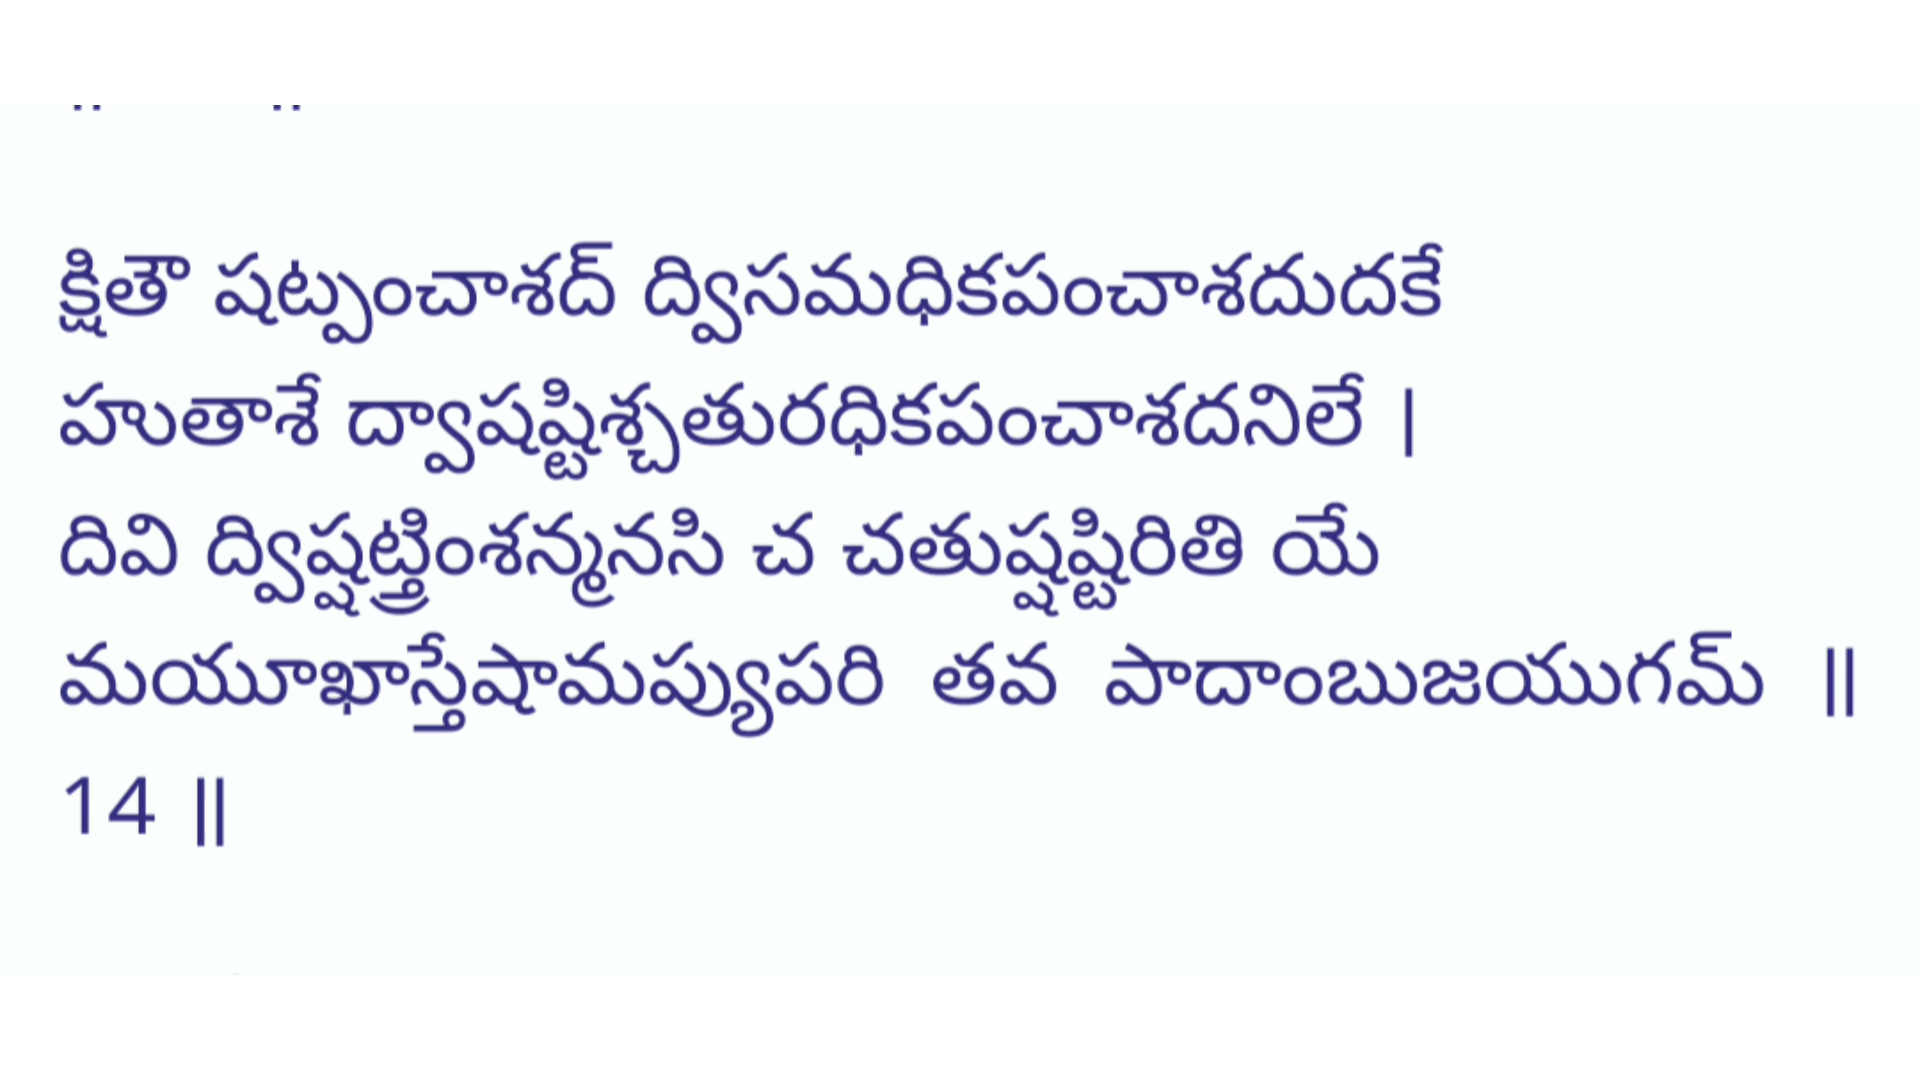 క్షితౌ షట్పంచాశద్ ద్విసమధికపంచాశదుదకే
హుతాశే ద్వాషష్టిశ్చతురధికపంచాశదనిలే |
దివి ద్విష్షట్త్రింశన్మనసి చ చతుష్షష్టిరితి యే
మయూఖాస్తేషామప్యుపరి తవ పాదాంబుజయుగమ్ ||
14 ||